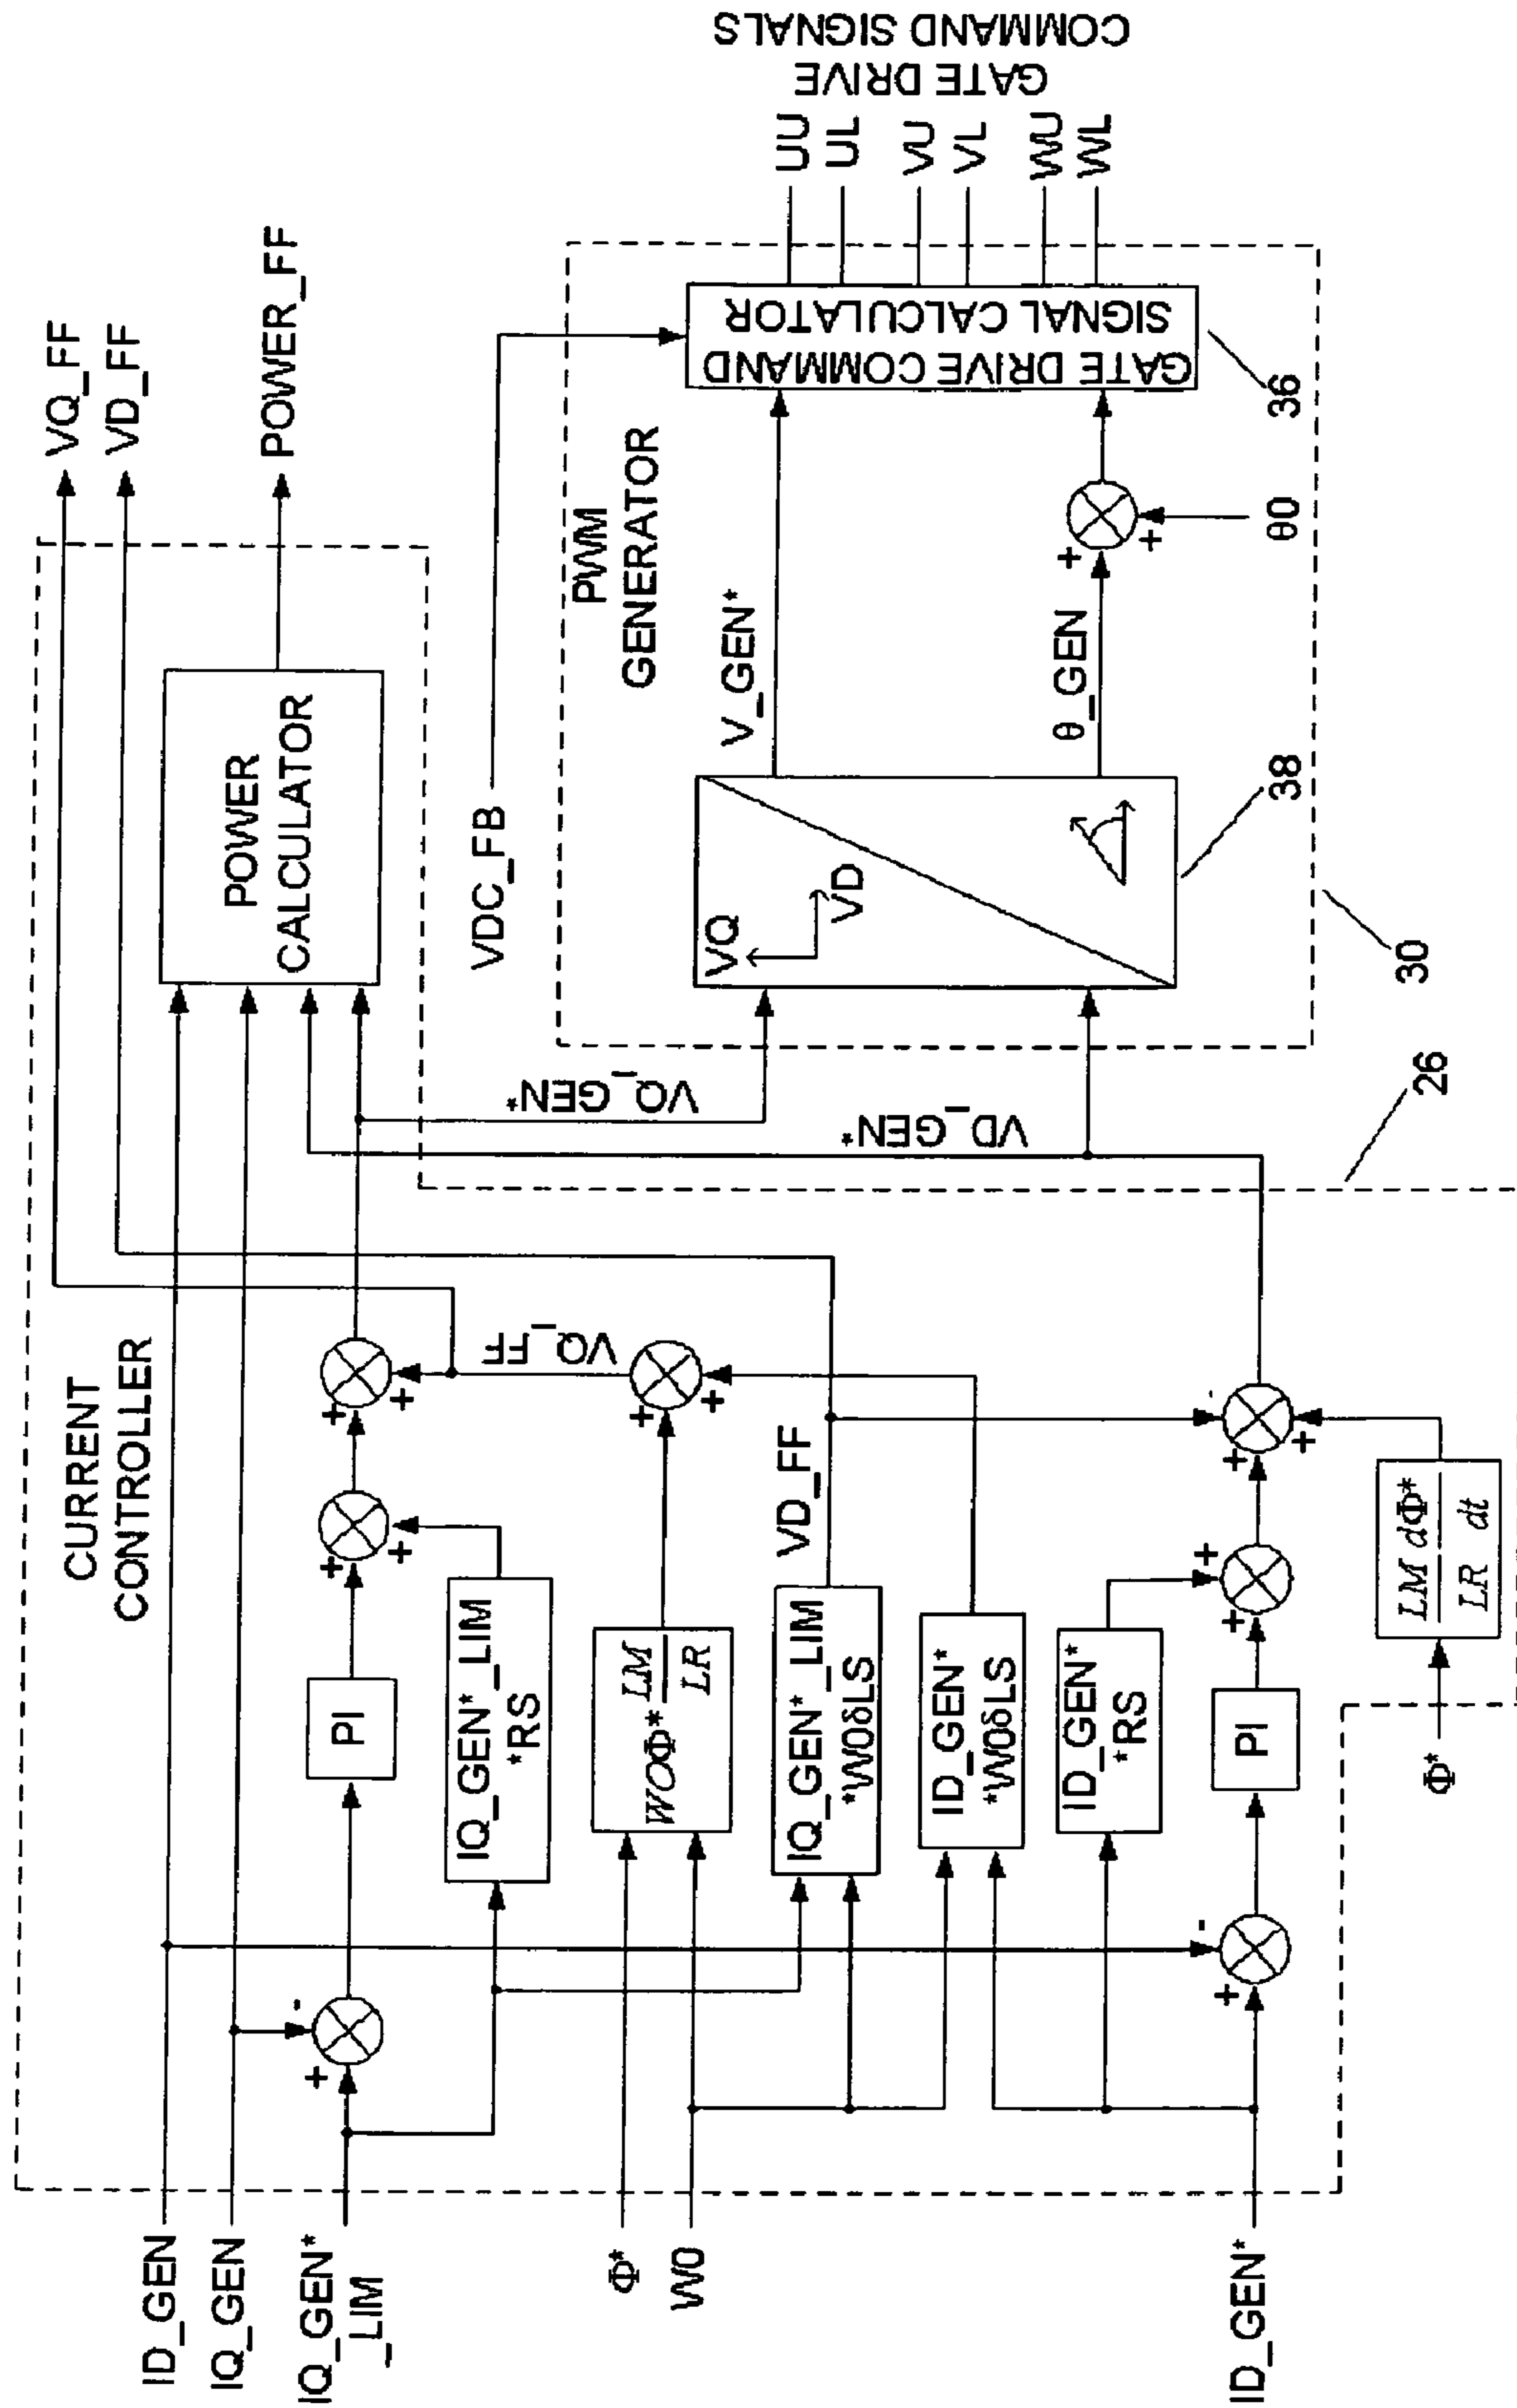 CURRENT
CONTROLLER
ID_GEN
IQ_GEN
IQ_GEN*
_LIM
Φ*
W0
ID_GEN*
+
-
PI
+
+
+
+
IQ_GEN*_LIM
*RS
WOΦ* LM
LR
+
+
VQ_FF
IQ_GEN*_LIM
*W0δLS
VD_FF
ID_GEN*
*W0δLS
ID_GEN*
*RS
+
-
PI
+
+
+
-
+
Φ*
LM dΦ*
LR dt
26
VQ_GEN*
VD_GEN*
POWER
CALCULATOR
VQ_FF
VD_FF
POWER_FF
VDC_FB
PWM
GENERATOR
VQ
VD
38
30
V_GEN*
θ_GEN
+
+
θ0
GATE DRIVE COMMAND
SIGNAL CALCULATOR
36
UU
UL
VU
VL
WU
WL
GATE DRIVE
COMMAND SIGNALS